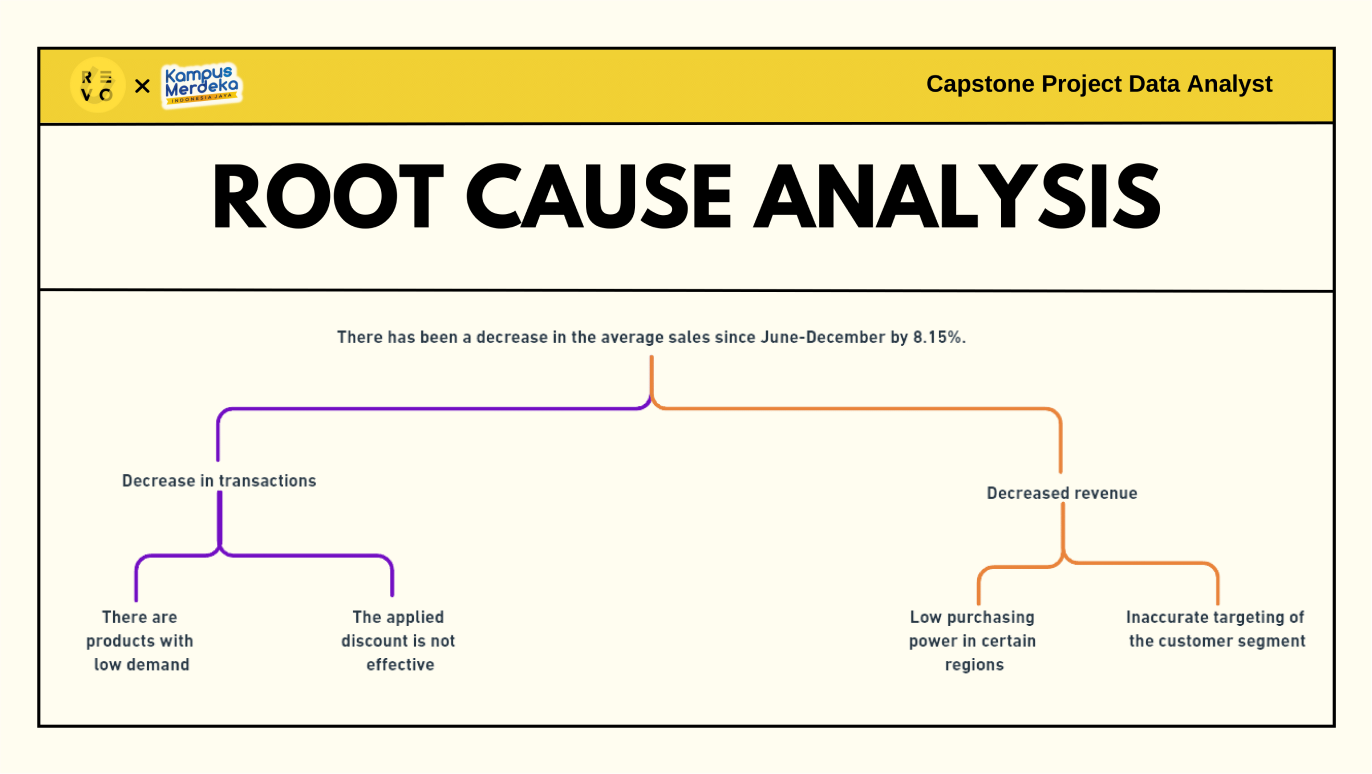 REVO
×
Kampus
Merdeka
INDONESIA JAYA
Capstone Project Data Analyst
ROOT CAUSE ANALYSIS
There has been a decrease in the average sales since June-December by 8.15%.
Decrease in transactions
Decreased revenue
There are
products with
low demand
The applied
discount is not
effective
Low purchasing
power in certain
regions
Inaccurate targeting of
the customer segment